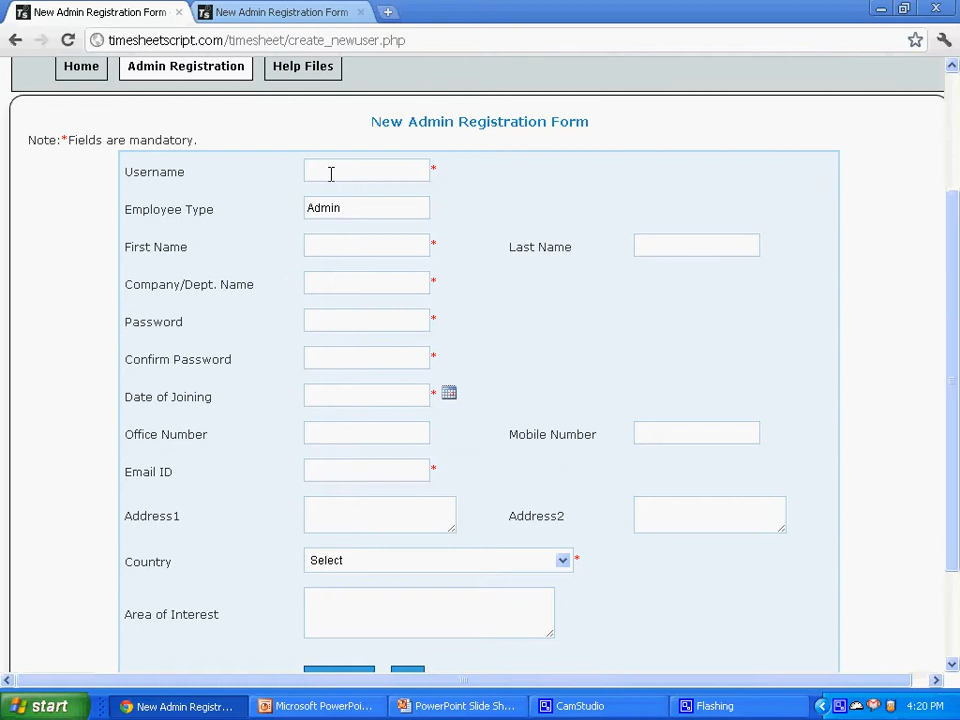 New Admin Registration Form
New Admin Registration Form
timesheetscript.com/timesheet/create_newuser.php
Home
Admin Registration
Help Files
New Admin Registration Form
Note:*Fields are mandatory.
Username *
Employee Type Admin
First Name * Last Name
Company/Dept. Name *
Password *
Confirm Password *
Date of Joining *
Office Number Mobile Number
Email ID *
Address1 Address2
Country Select *
Area of Interest
start
New Admin Registr...
Microsoft PowerPoi...
PowerPoint Slide Sh...
CamStudio
Flashing
4:20 PM